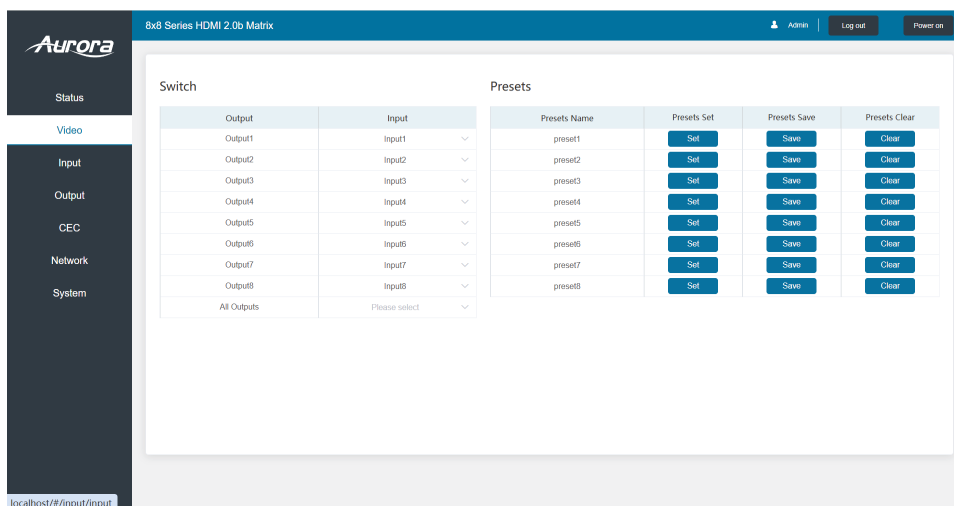 Aurora
8x8 Series HDMI 2.0b Matrix
Admin
Log out
Power on
Status
Video
Input
Output
CEC
Network
System
Switch
Output Input
Output1 Input1
Output2 Input2
Output3 Input3
Output4 Input4
Output5 Input5
Output6 Input6
Output7 Input7
Output8 Input8
All Outputs Please select
Presets
Presets Name Presets Set Presets Save Presets Clear
preset1 Set Save Clear
preset2 Set Save Clear
preset3 Set Save Clear
preset4 Set Save Clear
preset5 Set Save Clear
preset6 Set Save Clear
preset7 Set Save Clear
preset8 Set Save Clear
localhost/#/input/input